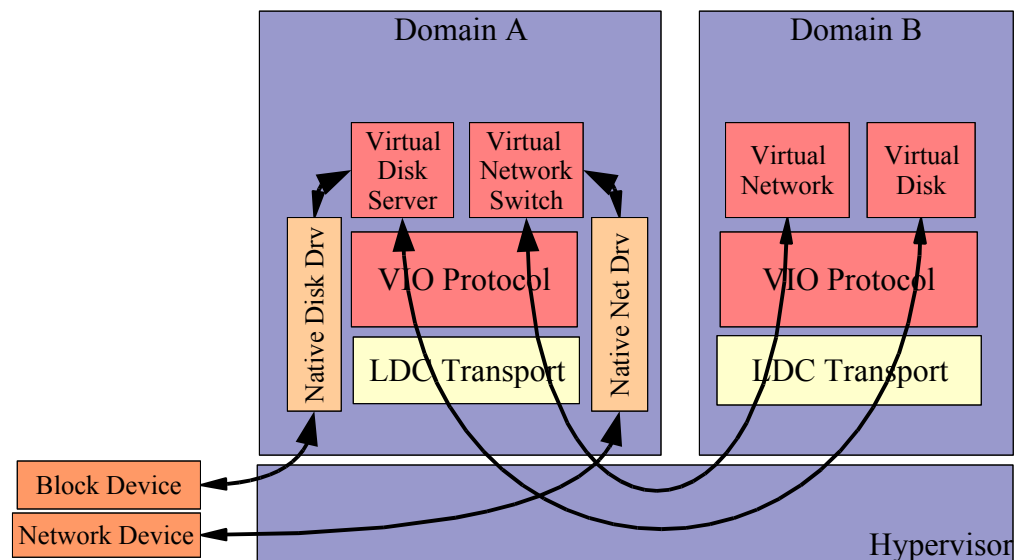 Domain A
Domain B
Virtual
Disk
Server
Virtual
Network
Switch
Virtual
Network
Virtual
Disk
Native Disk Drv
VIO Protocol
Native Net Drv
VIO Protocol
LDC Transport
LDC Transport
Block Device
Network Device
Hypervisor